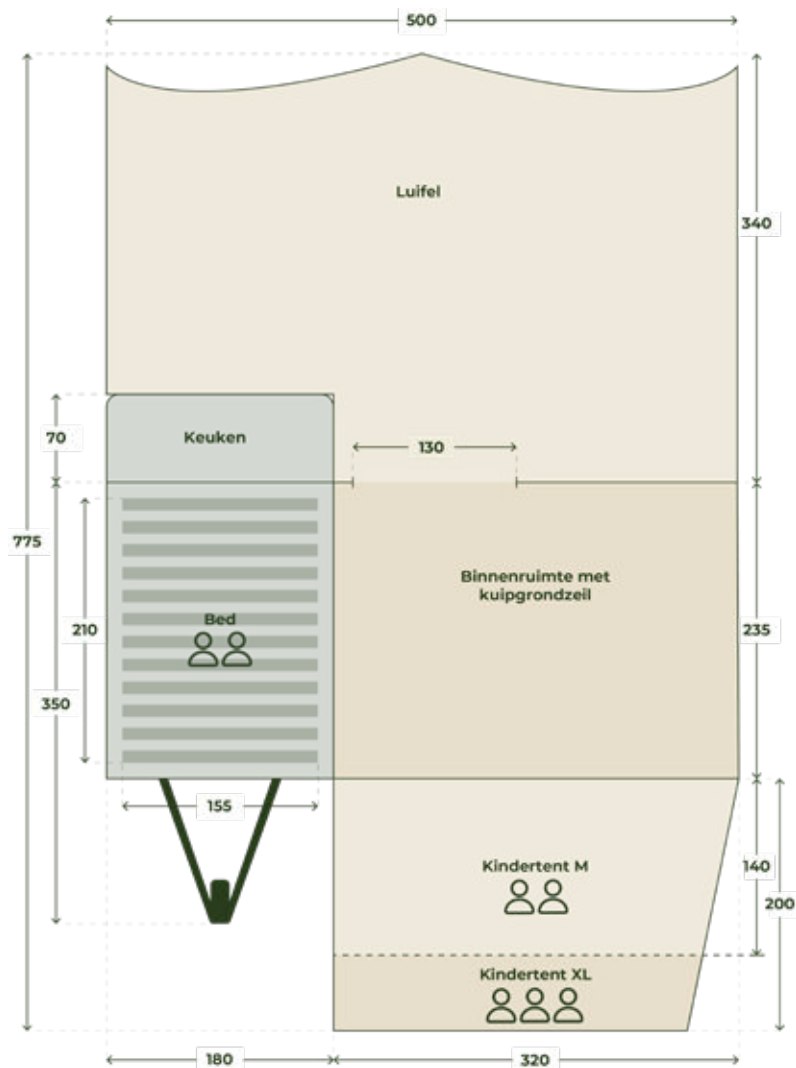 500
Luifel
340
Keuken
70
130
775
Binnenruimte met
kuipgrondzeil
Bed
210
235
350
155
Kindertent M
140
200
Kindertent XL
180
320